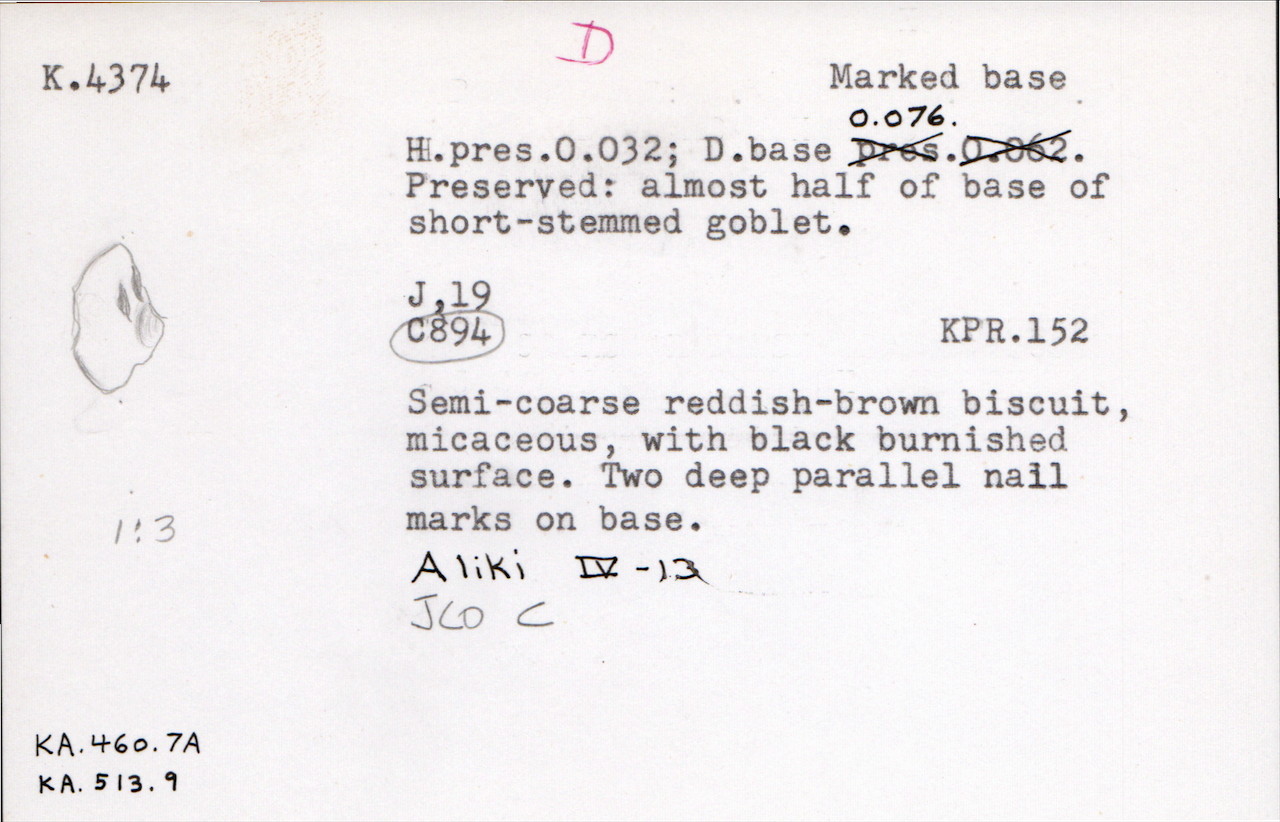 D
K.4374
Marked base
0.076.
H.pres.0.032; D.base pres.0.062.
Preserved: almost half of base of
short-stemmed goblet.
J,19
C894
KPR.152
Semi-coarse reddish-brown biscuit,
micaceous, with black burnished
surface. Two deep parallel nail
marks on base.
1:3
Aliki IV-13
JLD C
KA.460.7A
KA.513.9